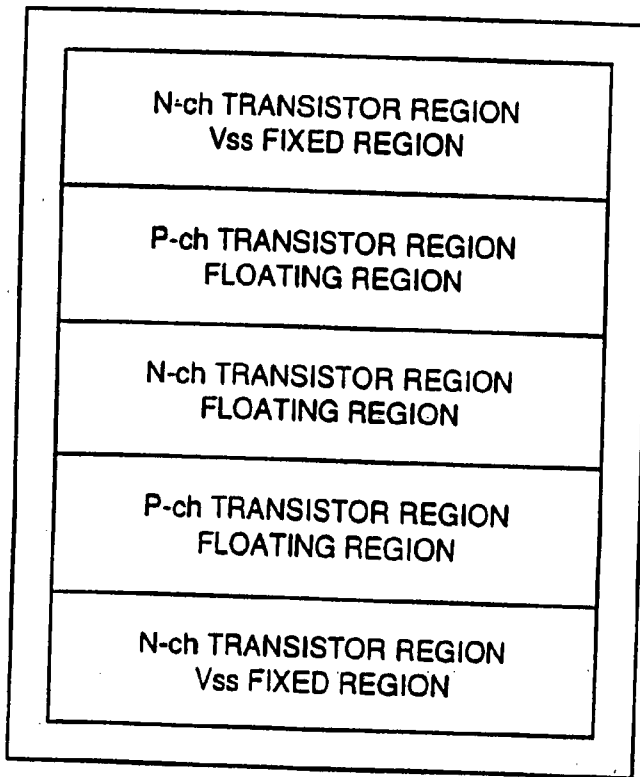 N-ch TRANSISTOR REGION
Vss FIXED REGION
P-ch TRANSISTOR REGION
FLOATING REGION
N-ch TRANSISTOR REGION
FLOATING REGION
P-ch TRANSISTOR REGION
FLOATING REGION
N-ch TRANSISTOR REGION
Vss FIXED REGION